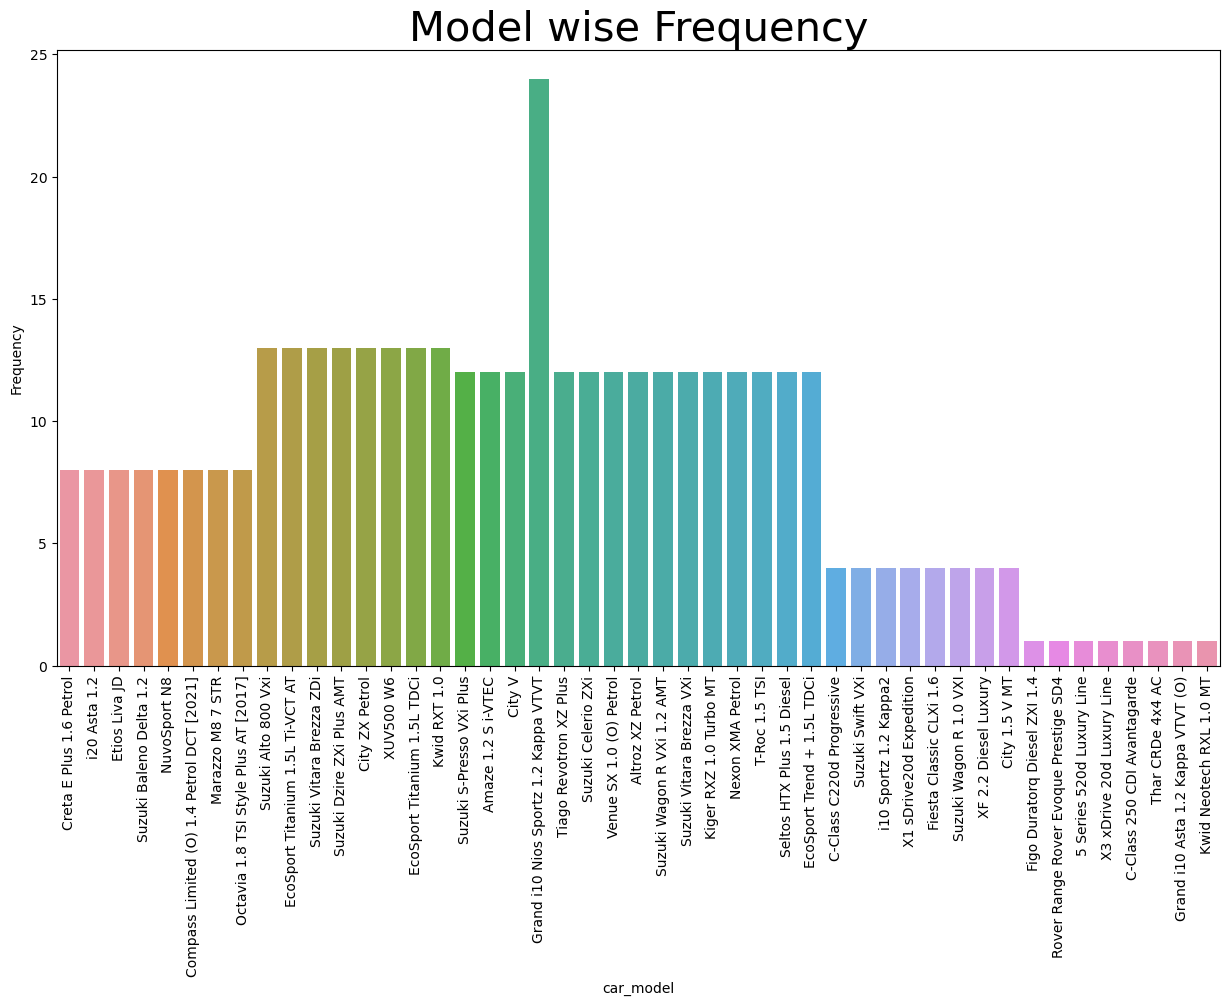 Model wise Frequency
25
20
15
10
5
0
Frequency
Creta E Plus 1.6 Petrol
i20 Asta 1.2
Etios Liva JD
Suzuki Baleno Delta 1.2
NuvoSport N8
Compass Limited (O) 1.4 Petrol DCT [2021]
Marazzo M8 7 STR
Octavia 1.8 TSI Style Plus AT [2017]
Suzuki Alto 800 Vxi
EcoSport Titanium 1.5L Ti-VCT AT
Suzuki Vitara Brezza ZDi
Suzuki Dzire ZXi Plus AMT
City ZX Petrol
XUV500 W6
EcoSport Titanium 1.5L TDCi
Kwid RXT 1.0
Suzuki S-Presso VXi Plus
Amaze 1.2 S i-VTEC
City V
Grand i10 Nios Sportz 1.2 Kappa VTVT
Tiago Revotron XZ Plus
Suzuki Celerio ZXi
Venue SX 1.0 (O) Petrol
Altroz XZ Petrol
Suzuki Wagon R VXi 1.2 AMT
Suzuki Vitara Brezza VXi
Kiger RXZ 1.0 Turbo MT
Nexon XMA Petrol
T-Roc 1.5 TSI
Seltos HTX Plus 1.5 Diesel
EcoSport Trend + 1.5L TDCi
C-Class C220d Progressive
Suzuki Swift VXi
i10 Sportz 1.2 Kappa2
X1 sDrive20d Expedition
Fiesta Classic CLXi 1.6
Suzuki Wagon R 1.0 VXI
XF 2.2 Diesel Luxury
City 1.5 V MT
Figo Duratorq Diesel ZXI 1.4
Rover Range Rover Evoque Prestige SD4
5 Series 520d Luxury Line
X3 xDrive 20d Luxury Line
C-Class 250 CDI Avantagarde
Thar CRDe 4x4 AC
Grand i10 Asta 1.2 Kappa VTVT (O)
Kwid Neotech RXL 1.0 MT
car_model